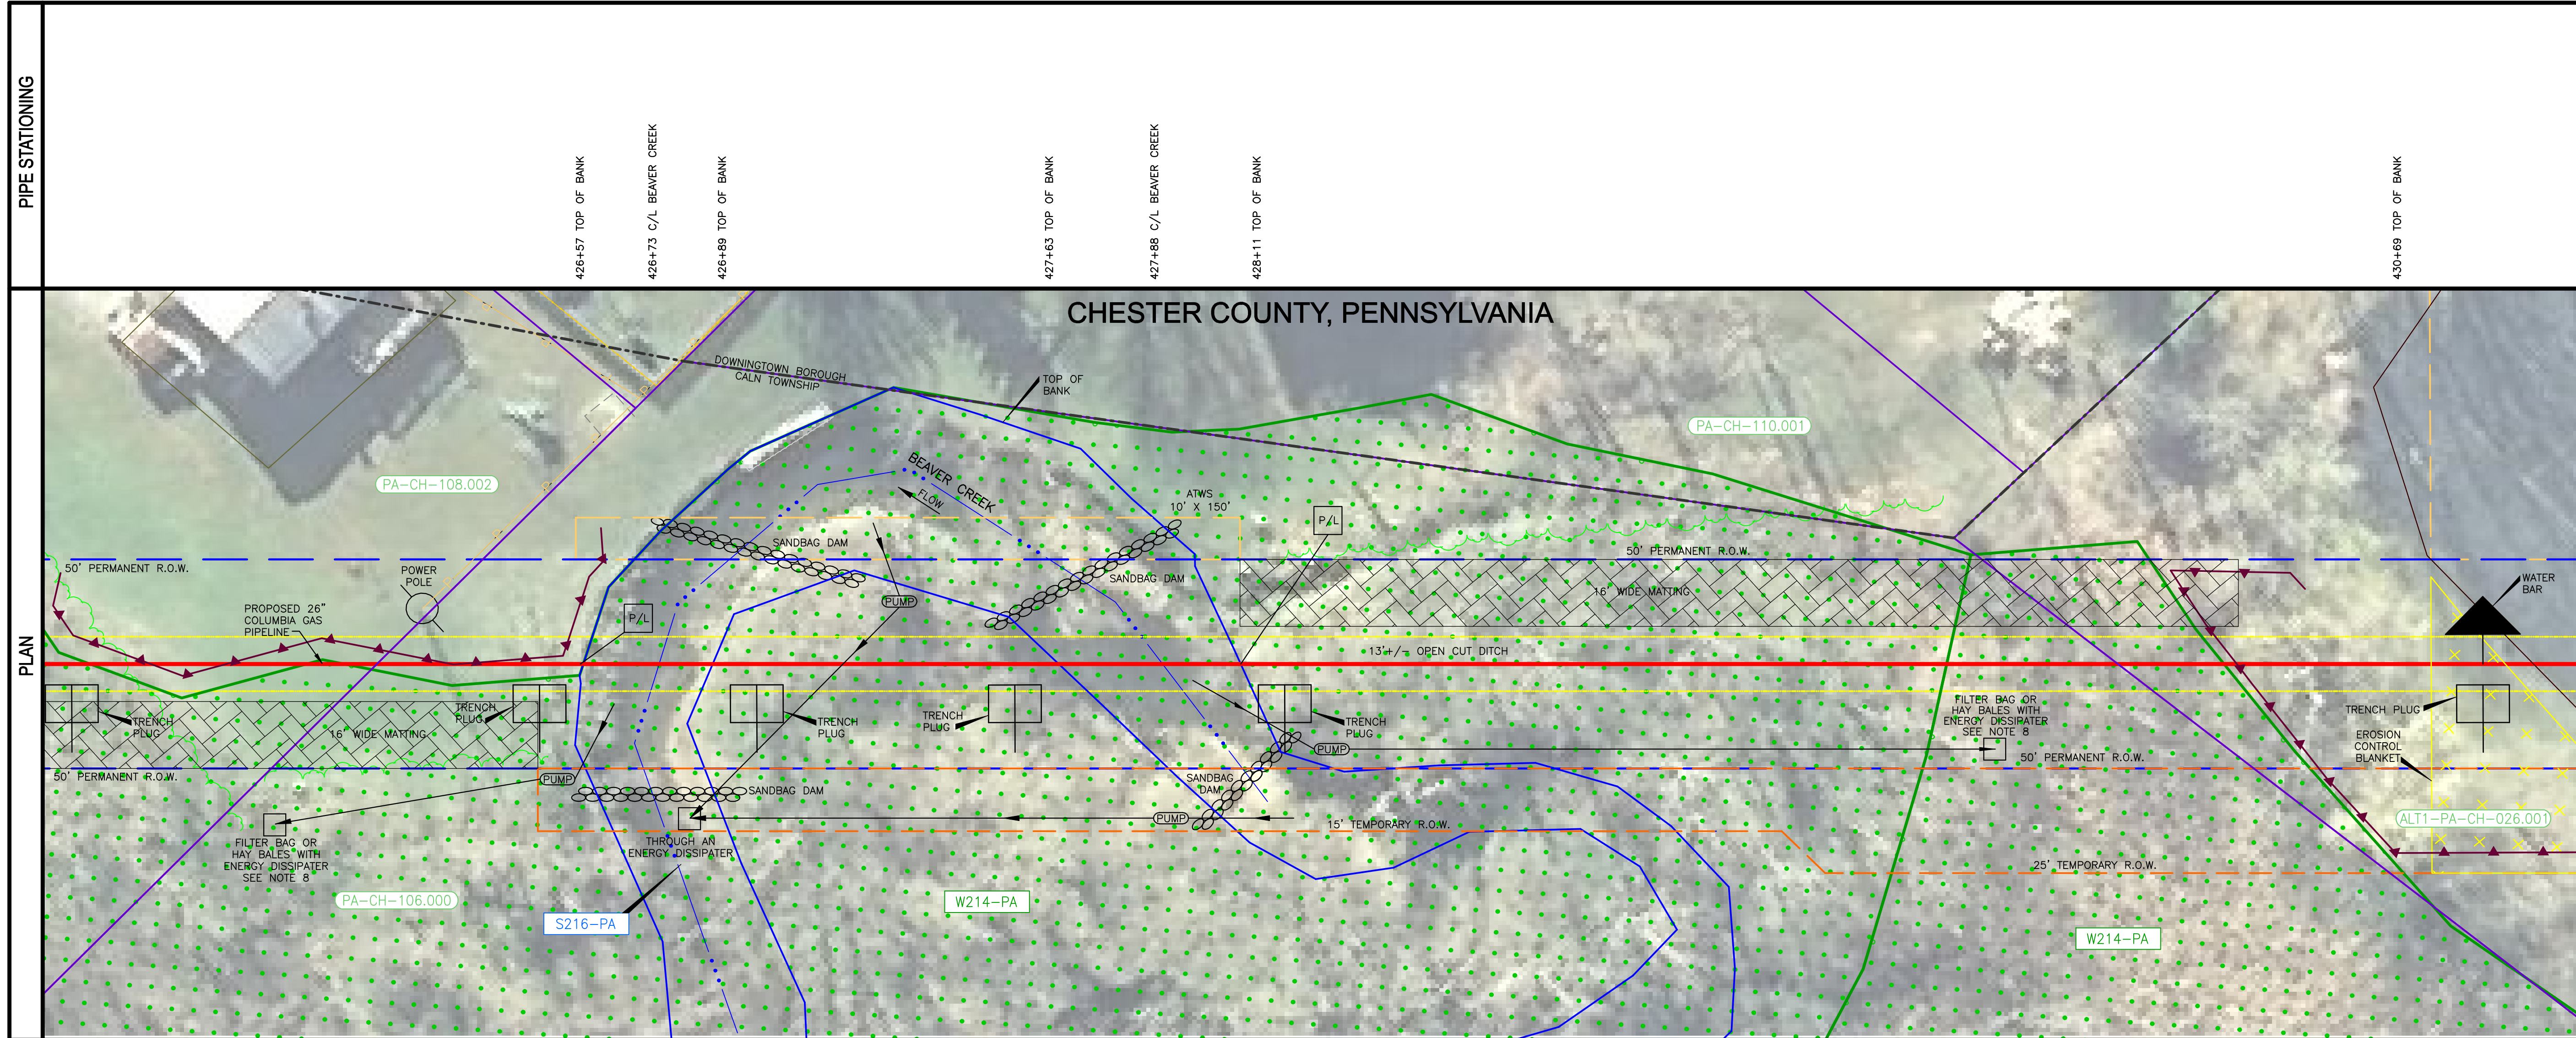 PIPE STATIONING
426+57 TOP OF BANK
426+73 C/L BEAVER CREEK
426+89 TOP OF BANK
427+63 TOP OF BANK
427+88 C/L BEAVER CREEK
428+11 TOP OF BANK
430+69 TOP OF BANK
PLAN
CHESTER COUNTY, PENNSYLVANIA
DOWNINGTOWN BOROUGH
CALN TOWNSHIP
TOP OF
BANK
PA-CH-110.001
PA-CH-108.002
BEAVER CREEK
FLOW
ATWS
10' X 150'
P/L
SANDBAG DAM
SANDBAG DAM
50' PERMANENT R.O.W.
50' PERMANENT R.O.W.
POWER
POLE
PUMP
16' WIDE MATTING
WATER
BAR
PROPOSED 26"
COLUMBIA GAS
PIPELINE
P/L
13'+/- OPEN CUT DITCH
TRENCH
PLUG
16' WIDE MATTING
TRENCH
PLUG
TRENCH
PLUG
TRENCH
PLUG
TRENCH
PLUG
FILTER BAG OR
HAY BALES WITH
ENERGY DISSIPATER
SEE NOTE 8
TRENCH PLUG
EROSION
CONTROL
BLANKET
50' PERMANENT R.O.W.
PUMP
PUMP
50' PERMANENT R.O.W.
SANDBAG DAM
SANDBAG
DAM
PUMP
15' TEMPORARY R.O.W.
ALT1-PA-CH-026.001
FILTER BAG OR
HAY BALES WITH
ENERGY DISSIPATER
SEE NOTE 8
THROUGH AN
ENERGY DISSIPATER
25' TEMPORARY R.O.W.
PA-CH-106.000
S216-PA
W214-PA
W214-PA